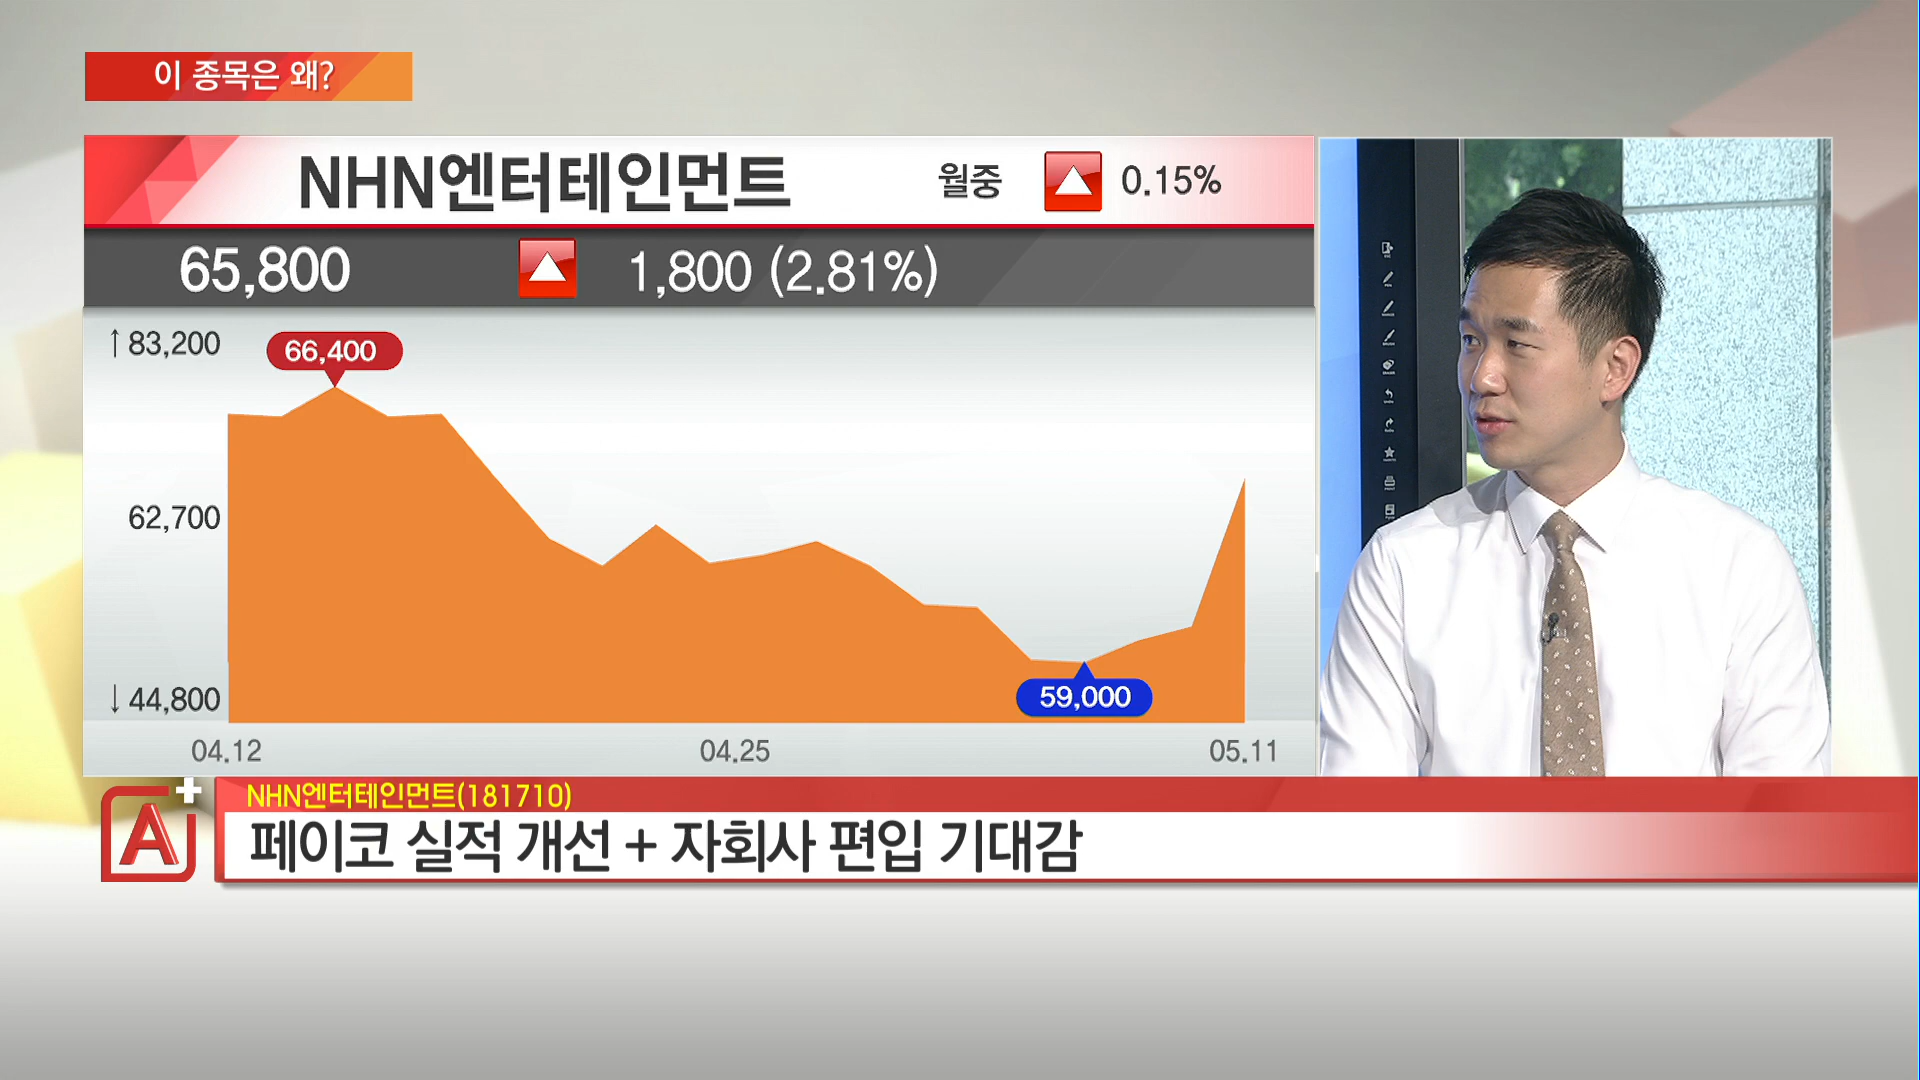 이 종목은 왜?
NHN엔터테인먼트 월중 0.15%
65,800 1,800 (2.81%)
↑83,200
66,400
62,700
↓44,800
59,000
04.12 04.25 05.11
A+
NHN엔터테인먼트(181710)
페이코 실적 개선 + 자회사 편입 기대감